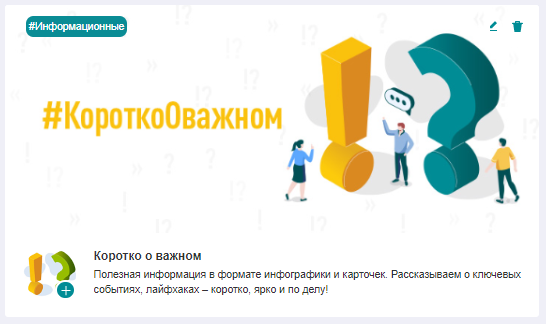 #Информационные
#КороткоОважном
Коротко о важном
Полезная информация в формате инфографики и карточек. Рассказываем о ключевых
событиях, лайфхаках – коротко, ярко и по делу!